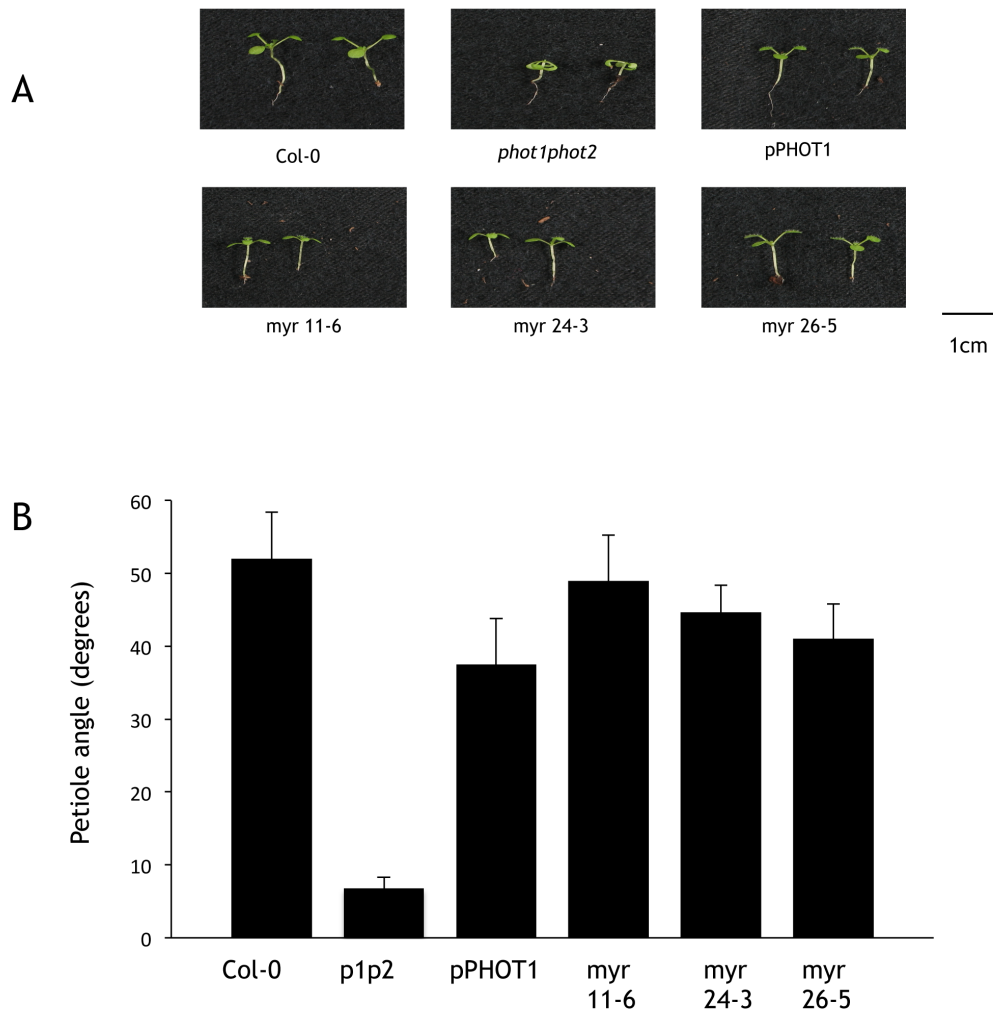 A
Col-0
phot1phot2
pPHOT1
myr 11-6
myr 24-3
myr 26-5
1cm
B
Petiole angle (degrees)
60
50
40
30
20
10
0
Col-0
p1p2
pPHOT1
myr
11-6
myr
24-3
myr
26-5